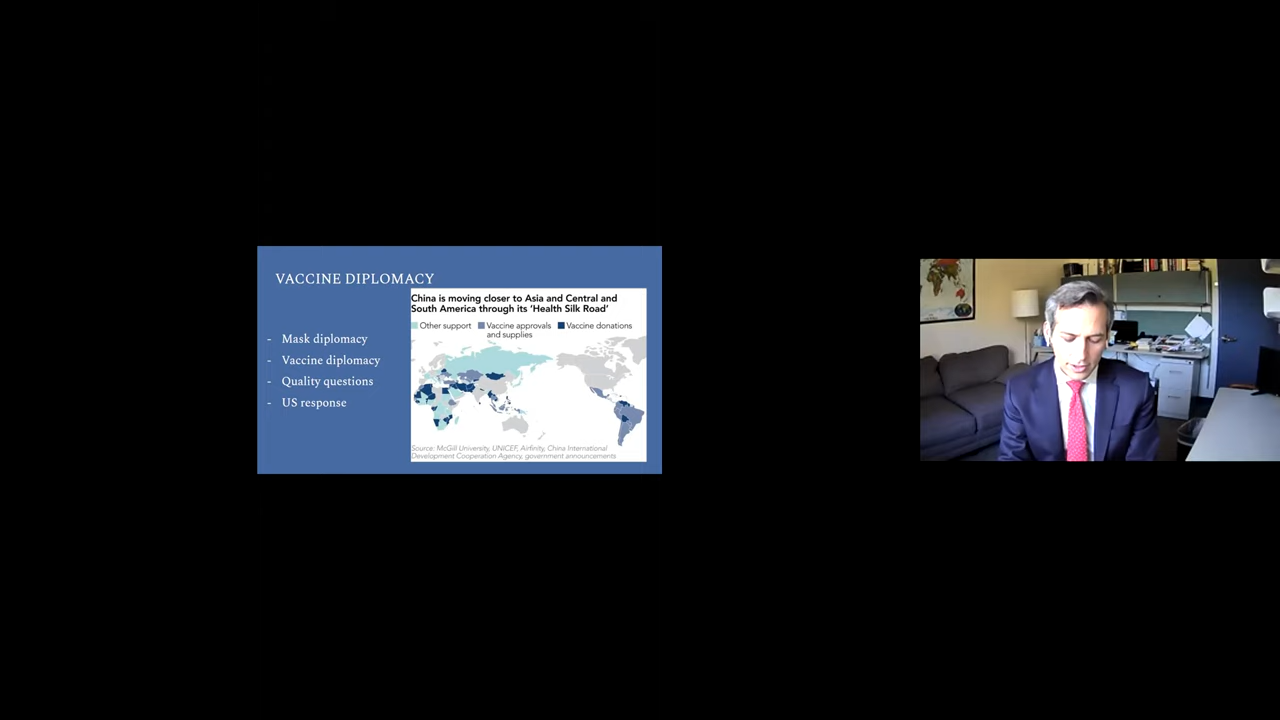 VACCINE DIPLOMACY
- Mask diplomacy
- Vaccine diplomacy
- Quality questions
- US response
China is moving closer to Asia and Central and
South America through its ‘Health Silk Road’
Other support
Vaccine approvals
and supplies
Vaccine donations
Source: McGill University, UNICEF, Airfinity, China International
Development Cooperation Agency, government announcements